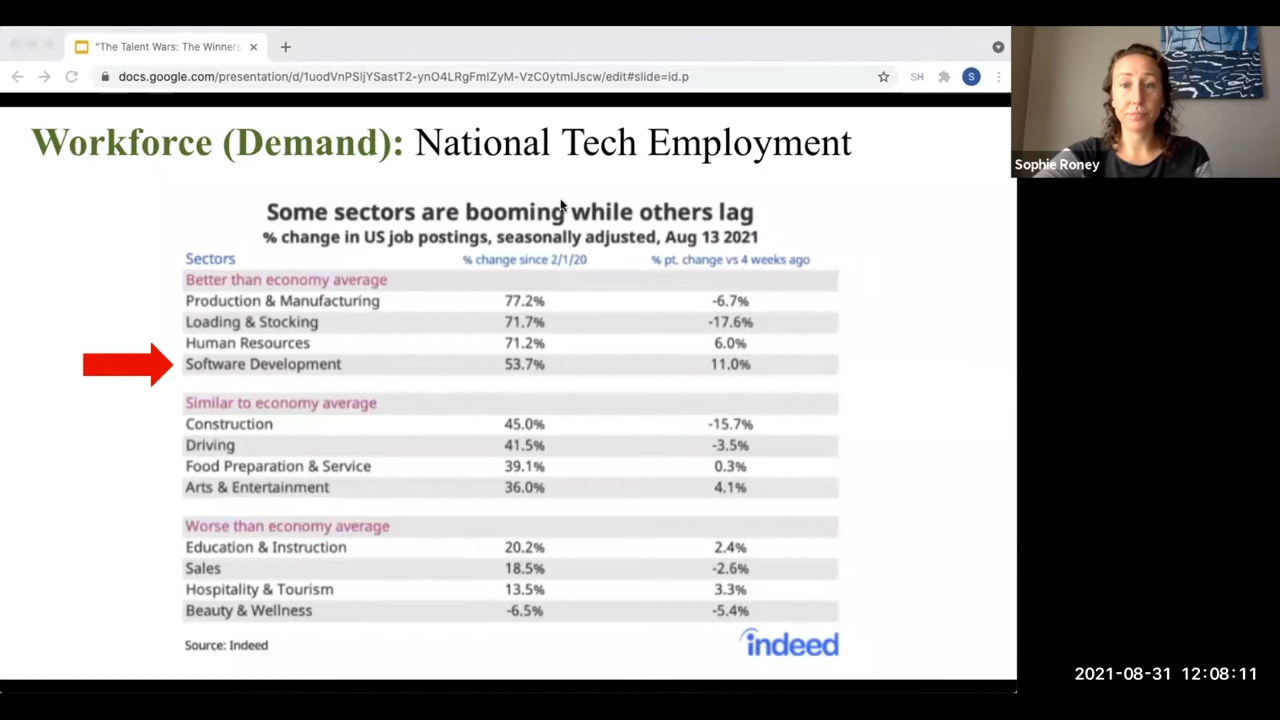 "The Talent Wars: The Winners
docs.google.com/presentation/d/1uodVnPSIjYSastT2-ynO4LRgFmIZyM-VzC0ytmIJscw/edit#slide=id.p
SH
S
Sophie Roney
Workforce (Demand): National Tech Employment
Some sectors are booming while others lag
% change in US job postings, seasonally adjusted, Aug 13 2021
Sectors % change since 2/1/20 % pt. change vs 4 weeks ago
Better than economy average
Production & Manufacturing 77.2% -6.7%
Loading & Stocking 71.7% -17.6%
Human Resources 71.2% 6.0%
Software Development 53.7% 11.0%
Similar to economy average
Construction 45.0% -15.7%
Driving 41.5% -3.5%
Food Preparation & Service 39.1% 0.3%
Arts & Entertainment 36.0% 4.1%
Worse than economy average
Education & Instruction 20.2% 2.4%
Sales 18.5% -2.6%
Hospitality & Tourism 13.5% 3.3%
Beauty & Wellness -6.5% -5.4%
Source: Indeed
indeed
2021-08-31 12:08:11